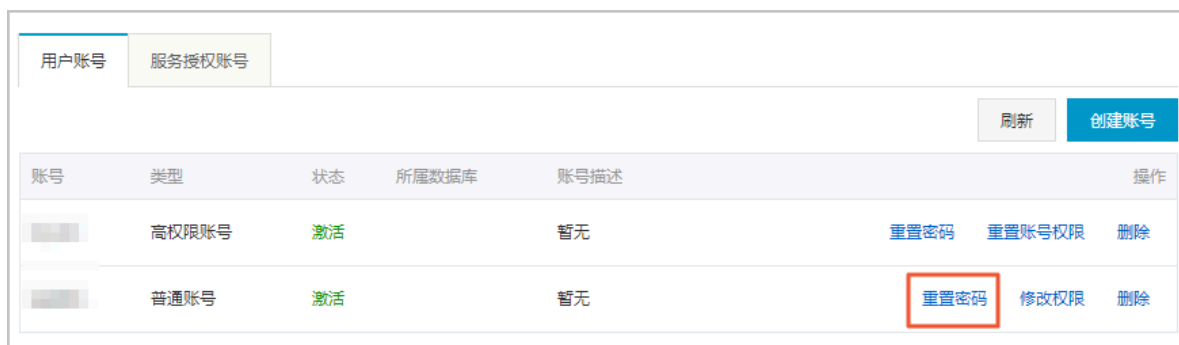 用户账号 服务授权账号
刷新 创建账号
账号 类型 状态 所属数据库 账号描述 操作
高权限账号 激活 暂无 重置密码 重置账号权限 删除
普通账号 激活 暂无 重置密码 修改权限 删除